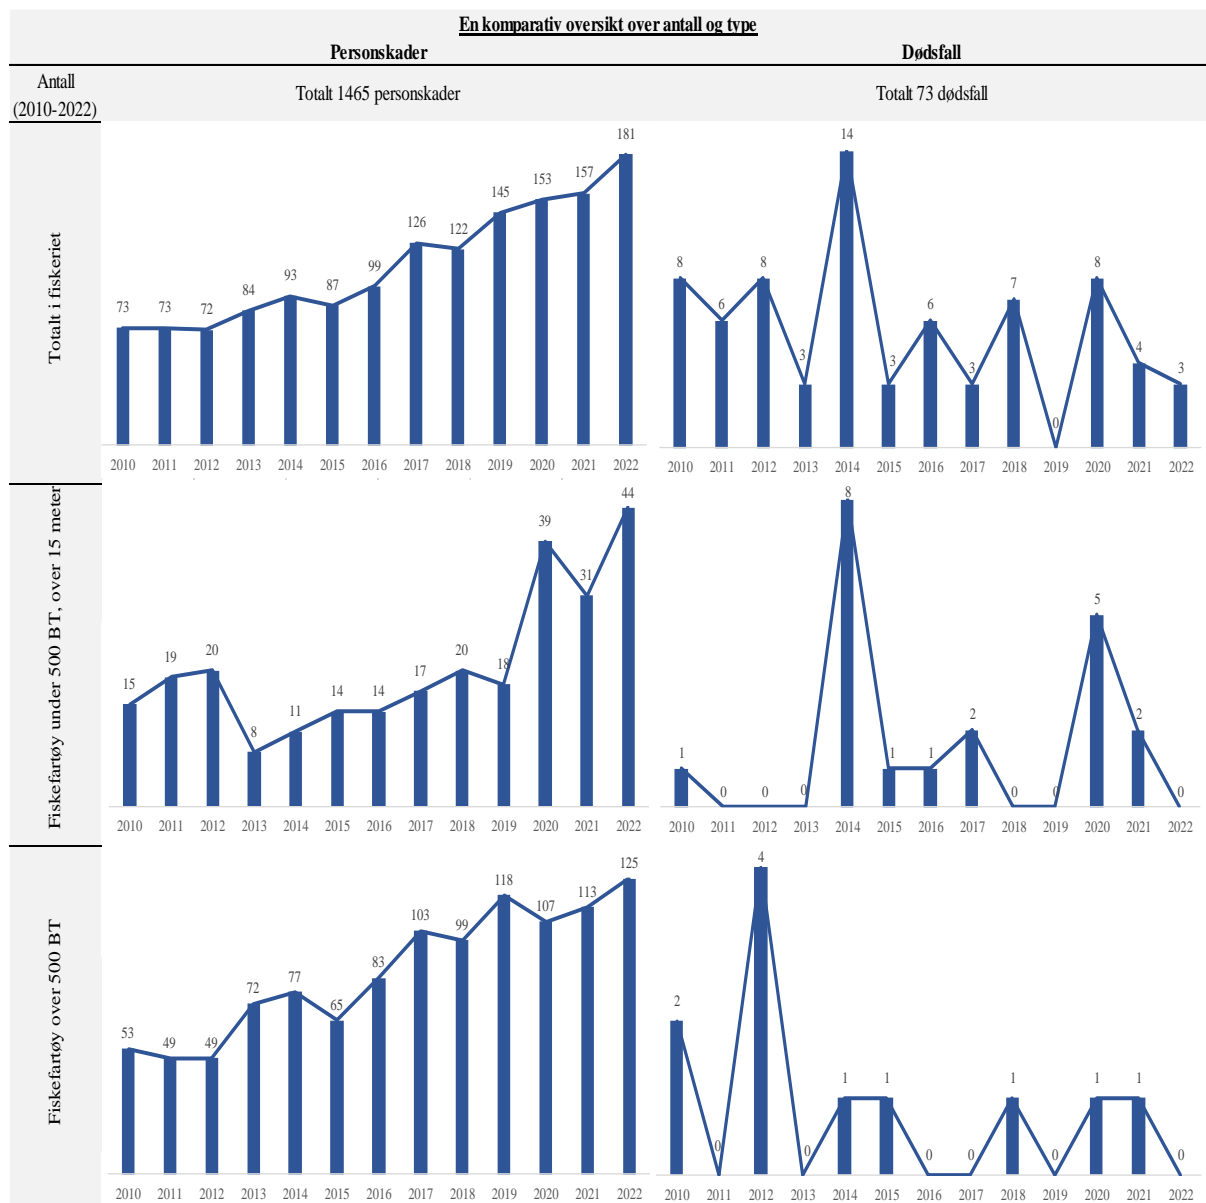 En komparativ oversikt over antall og type
Personskader
Dødsfall
Antall
(2010-2022)
Totalt 1465 personskader
Totalt 73 dødsfall
Totalt i fiskeriet
73 73 72 84 93 87 99 126 122 145 153 157 181
2010 2011 2012 2013 2014 2015 2016 2017 2018 2019 2020 2021 2022
8 6 8 3 14 3 6 3 7 0 8 4 3
2010 2011 2012 2013 2014 2015 2016 2017 2018 2019 2020 2021 2022
Fiskefartøy under 500 BT, over 15 meter
15 19 20 8 11 14 14 17 20 18 39 31 44
2010 2011 2012 2013 2014 2015 2016 2017 2018 2019 2020 2021 2022
1 0 0 0 8 1 1 2 0 0 5 2 0
2010 2011 2012 2013 2014 2015 2016 2017 2018 2019 2020 2021 2022
Fiskefartøy over 500 BT
53 49 49 72 77 65 83 103 99 118 107 113 125
2010 2011 2012 2013 2014 2015 2016 2017 2018 2019 2020 2021 2022
2 0 4 0 1 1 0 0 1 0 1 1 0
2010 2011 2012 2013 2014 2015 2016 2017 2018 2019 2020 2021 2022